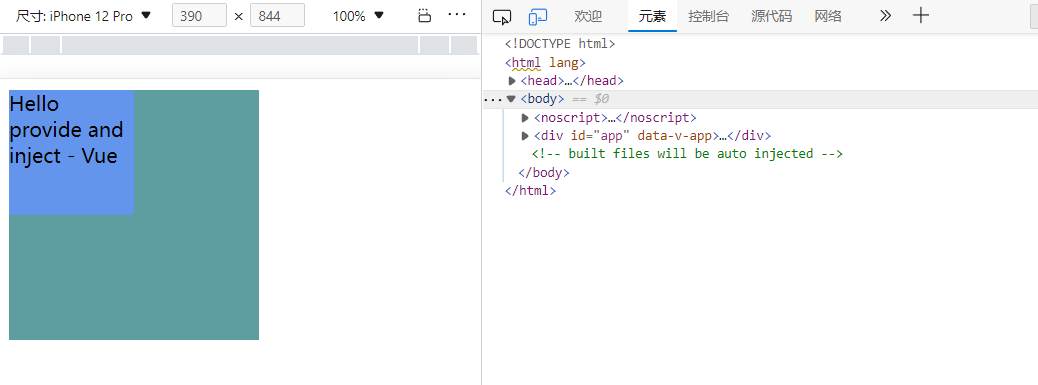 尺寸: iPhone 12 Pro ▼ 390 × 844 100% ▼ ···
欢迎 元素 控制台 源代码 网络 » +
Hello
provide and
inject - Vue
<!DOCTYPE html>
<html lang>
▶ <head>…</head>
··· ▼ <body> == $0
▶ <noscript>…</noscript>
▶ <div id="app" data-v-app>…</div>
<!-- built files will be auto injected -->
</body>
</html>